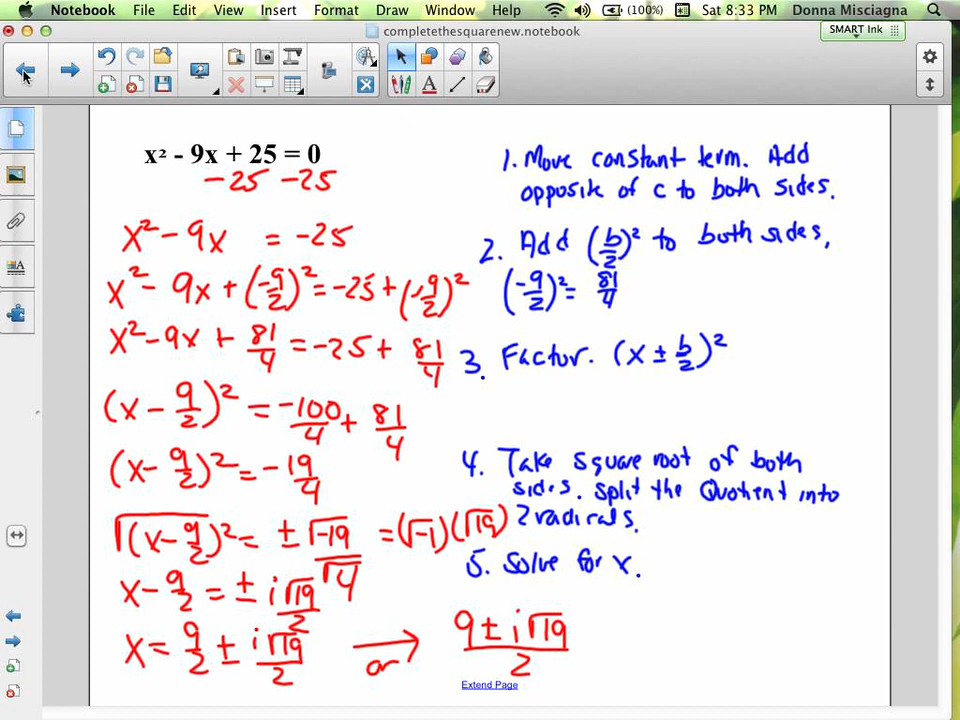 Notebook File Edit View Insert Format Draw Window Help (100%) Sat 8:33 PM Donna Misciagna
completethesquarenew.notebook
SMART Ink
x² - 9x + 25 = 0
-25 -25
x² - 9x = -25
x² - 9x + (-9/2)² = -25 + (-9/2)²
x² - 9x + 81/4 = -25 + 81/4
(x - 9/2)² = -100/4 + 81/4
(x - 9/2)² = -19/4
√(x - 9/2)² = ± √-19/√4 = (√-1)(√19)
x - 9/2 = ± i√19/2
x = 9/2 ± i√19/2 → or 9 ± i√19/2
1. Move constant term. Add
opposite of c to both sides.
2. Add (b/2)² to both sides,
(-9/2)² = 81/4
3. Factor. (x ± b/2)²
4. Take square root of both
sides. Split the Quotient into
2 radicals.
5. Solve for x.
Extend Page